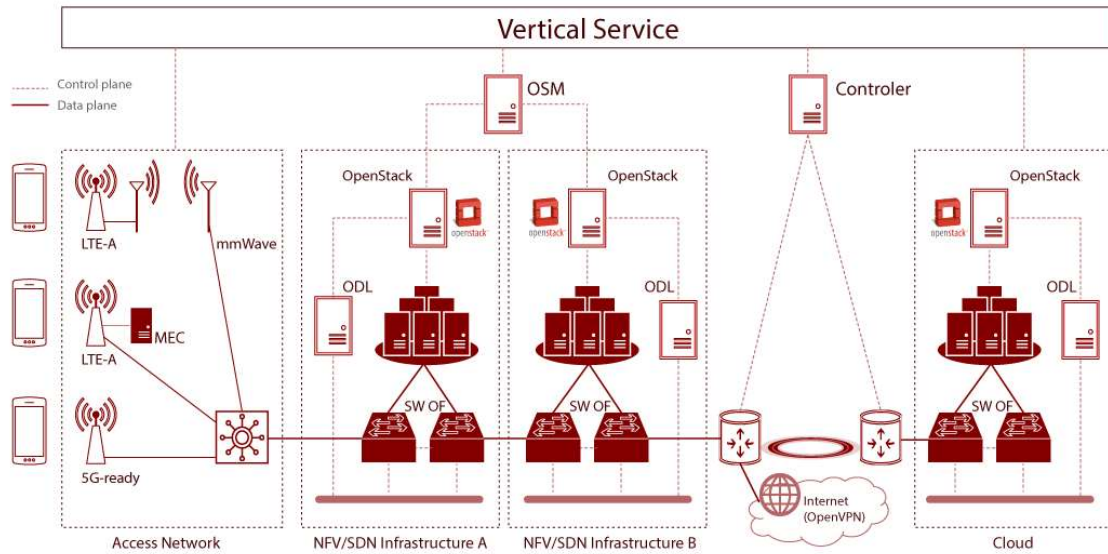 Vertical Service
Control plane
Data plane
OSM
Controler
OpenStack
openstack
OpenStack
openstack
OpenStack
openstack
LTE-A
mmWave
ODL
ODL
ODL
MEC
LTE-A
SW OF
SW OF
SW OF
5G-ready
Internet
(OpenVPN)
Access Network
NFV/SDN Infrastructure A
NFV/SDN Infrastructure B
Cloud